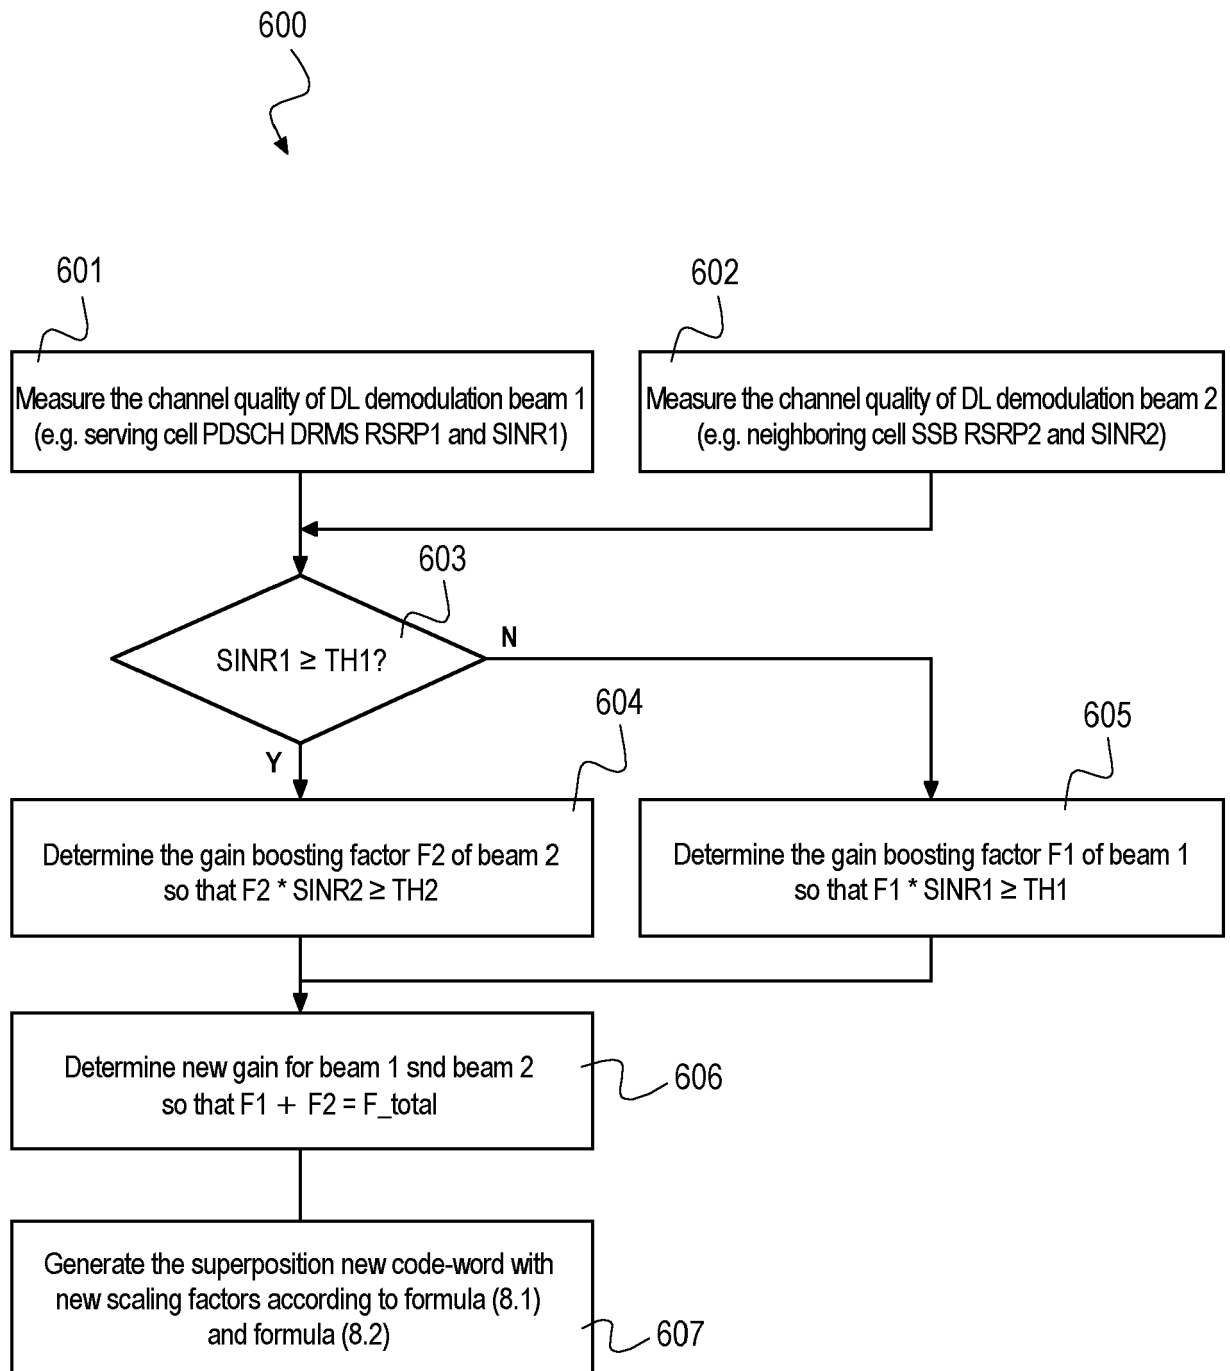 600
601
602
Measure the channel quality of DL demodulation beam 1
(e.g. serving cell PDSCH DRMS RSRP1 and SINR1)
Measure the channel quality of DL demodulation beam 2
(e.g. neighboring cell SSB RSRP2 and SINR2)
603
SINR1 ≥ TH1?
N
Y
604
605
Determine the gain boosting factor F2 of beam 2
so that F2 * SINR2 ≥ TH2
Determine the gain boosting factor F1 of beam 1
so that F1 * SINR1 ≥ TH1
Determine new gain for beam 1 snd beam 2
so that F1 + F2 = F_total
606
Generate the superposition new code-word with
new scaling factors according to formula (8.1)
and formula (8.2)
607